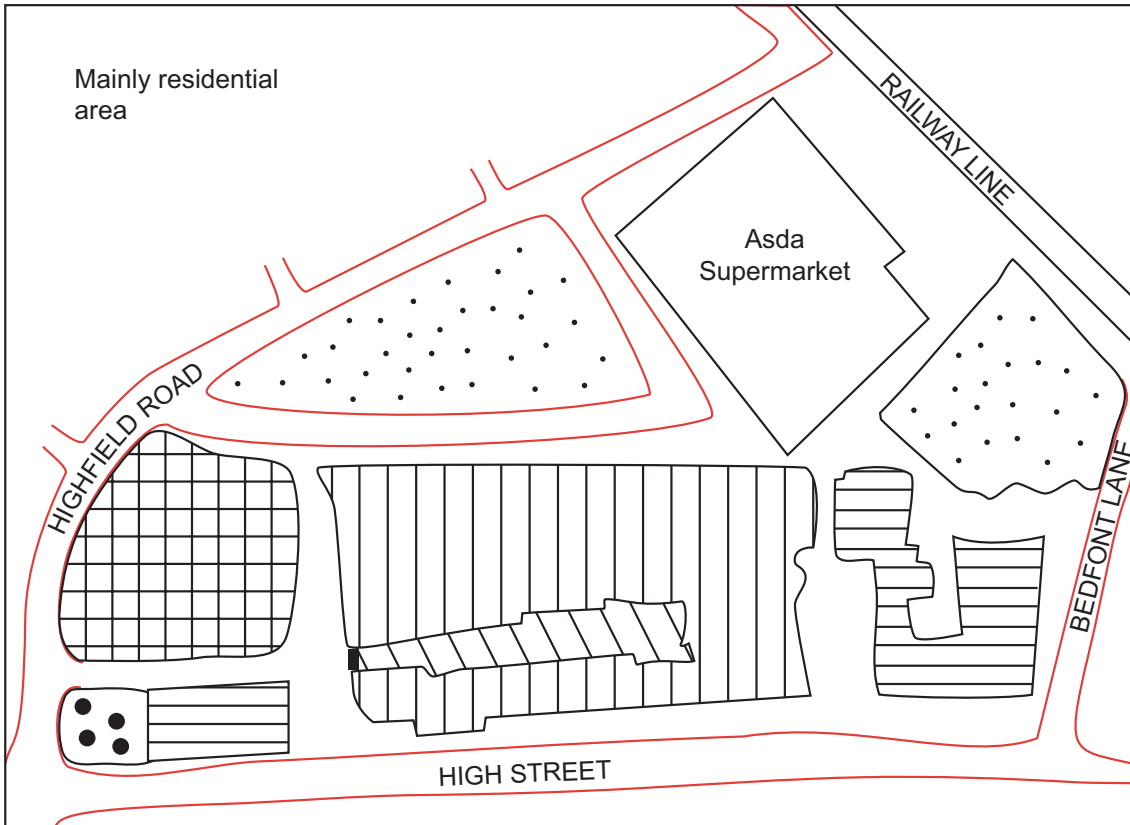 Mainly residential
area
RAILWAY LINE
Asda
Supermarket
HIGHFIELD ROAD
BEDFONT LANE
HIGH STREET